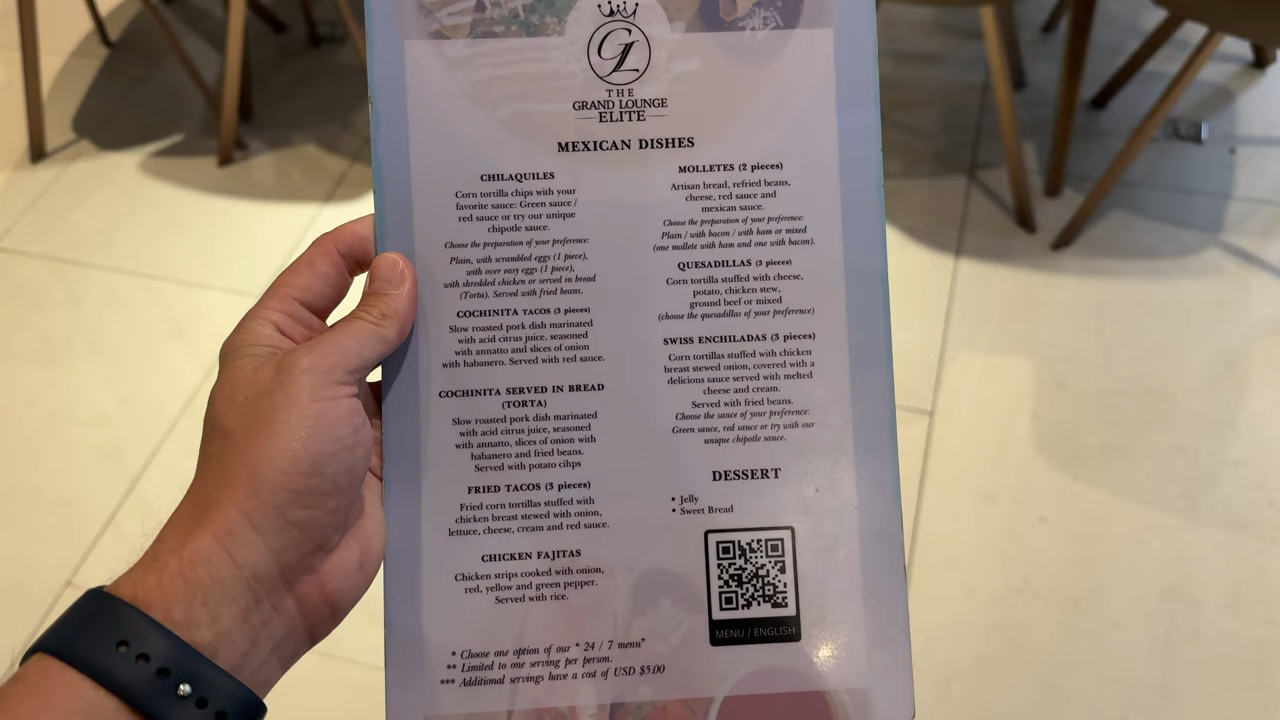 GL
THE
GRAND LOUNGE
ELITE
MEXICAN DISHES
CHILAQUILES
Corn tortilla chips with your
favorite sauce: Green sauce /
red sauce or try our unique
chipotle sauce.
Choose the preparation of your preference:
Plain, with scrambled eggs (1 piece),
with over easy eggs (1 piece),
with shredded chicken or served in bread
(Torta). Served with fried beans.
COCHINITA TACOS (3 pieces)
Slow roasted pork dish marinated
with acid citrus juice, seasoned
with annatto and slices of onion
with habanero. Served with red sauce.
COCHINITA SERVED IN BREAD
(TORTA)
Slow roasted pork dish marinated
with acid citrus juice, seasoned
with annatto, slices of onion with
habanero and fried beans.
Served with potato cihps
FRIED TACOS (3 pieces)
Fried corn tortillas stuffed with
chicken breast stewed with onion,
lettuce, cheese, cream and red sauce.
CHICKEN FAJITAS
Chicken strips cooked with onion,
red, yellow and green pepper.
Served with rice.
MOLLETES (2 pieces)
Artisan bread, refried beans,
cheese, red sauce and
mexican sauce.
Choose the preparation of your preference:
Plain / with bacon / with ham or mixed
(one mollete with ham and one with bacon).
QUESADILLAS (3 pieces)
Corn tortilla stuffed with cheese,
potato, chicken stew,
ground beef or mixed
(choose the quesadillas of your preference)
SWISS ENCHILADAS (3 pieces)
Corn tortillas stuffed with chicken
breast stewed onion, covered with a
delicious sauce served with melted
cheese and cream.
Served with fried beans.
Choose the sauce of your preference:
Green sauce, red sauce or try with our
unique chipotle sauce.
DESSERT
• Jelly
• Sweet Bread
MENU / ENGLISH
* Choose one option of our “ 24 / 7 menu”
** Limited to one serving per person.
*** Additional servings have a cost of USD $5.00